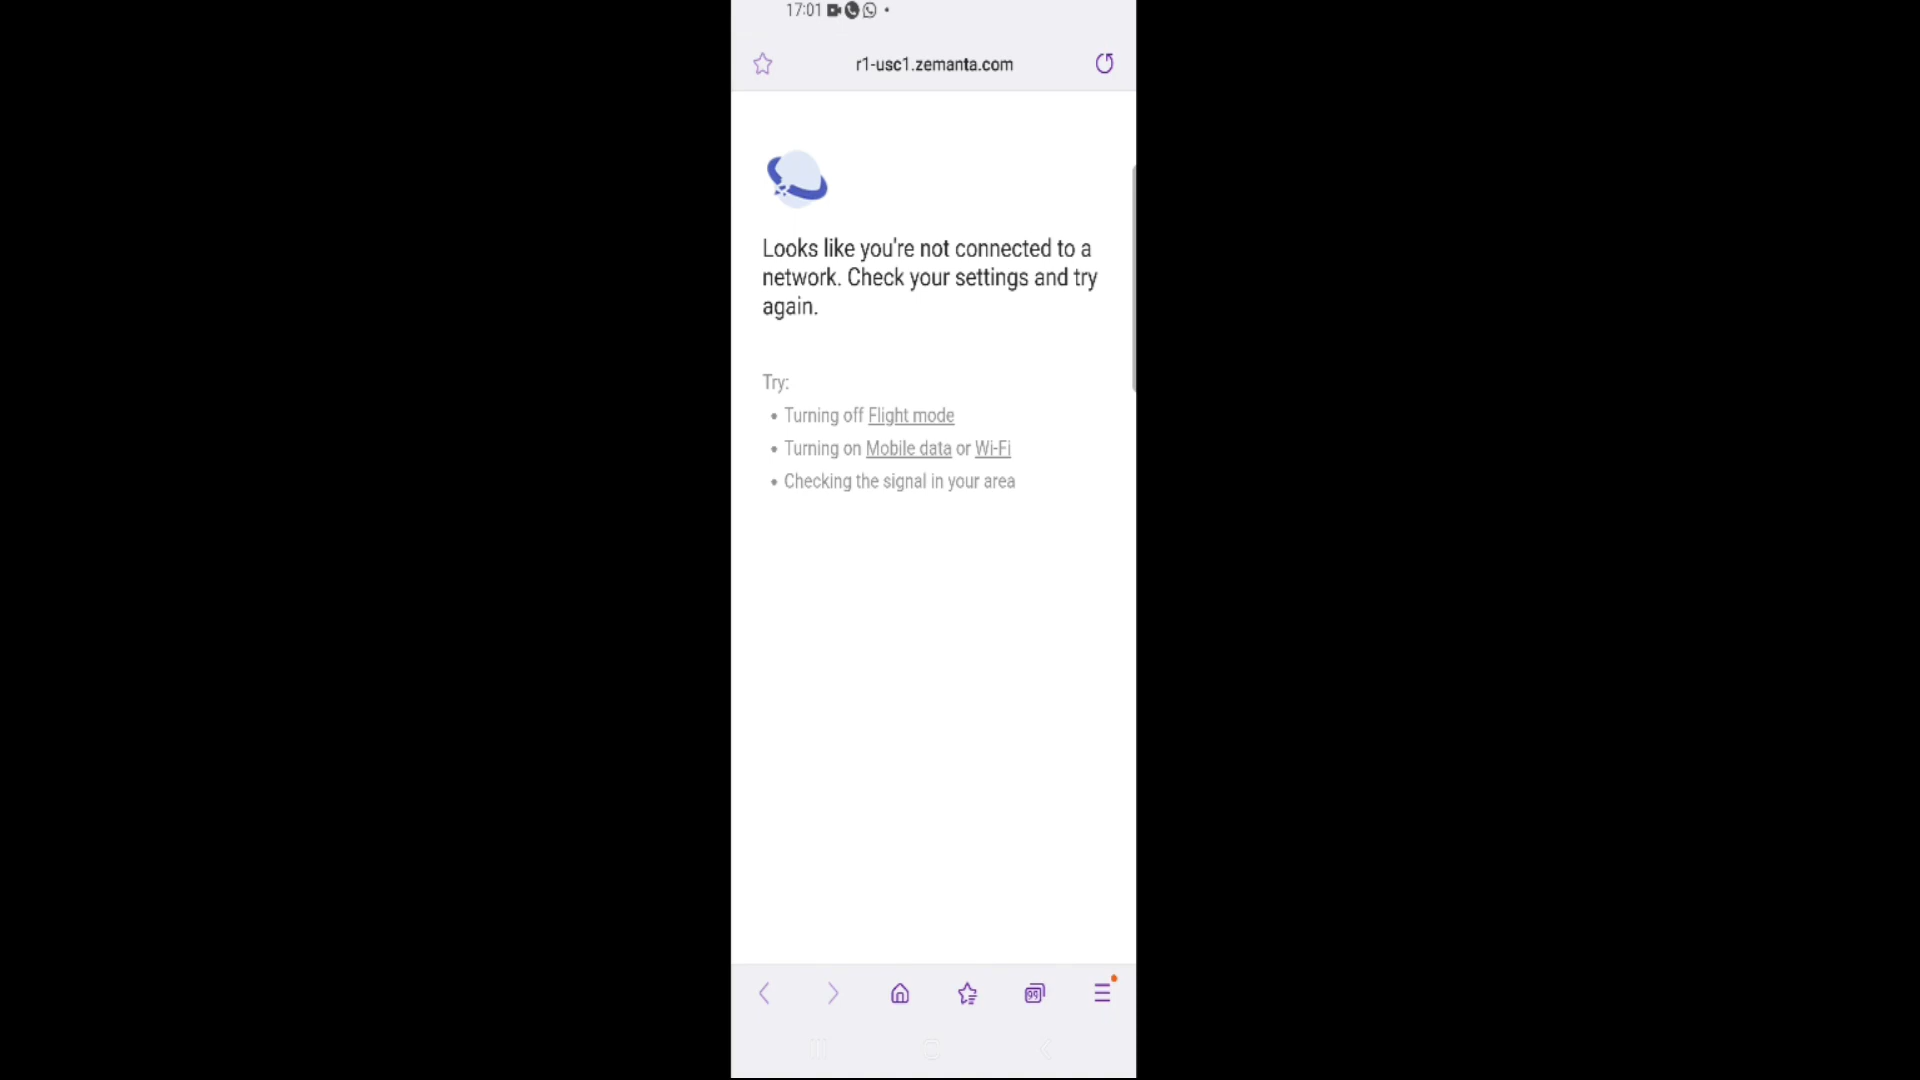 17:01
r1-usc1.zemanta.com
Looks like you're not connected to a
network. Check your settings and try
again.
Try:
• Turning off Flight mode
• Turning on Mobile data or Wi-Fi
• Checking the signal in your area
99